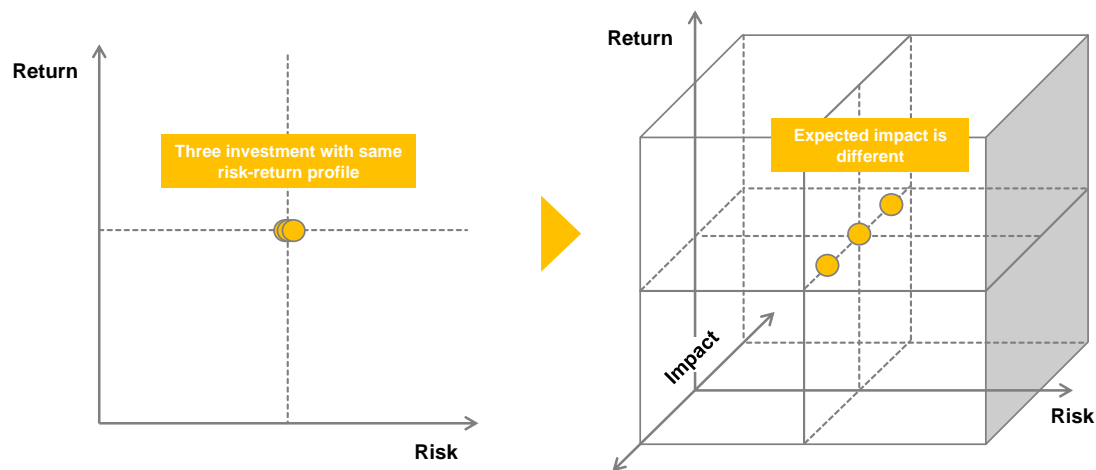 Return
Three investment with same
risk-return profile
Risk
Return
Expected impact is
different
Impact
Risk